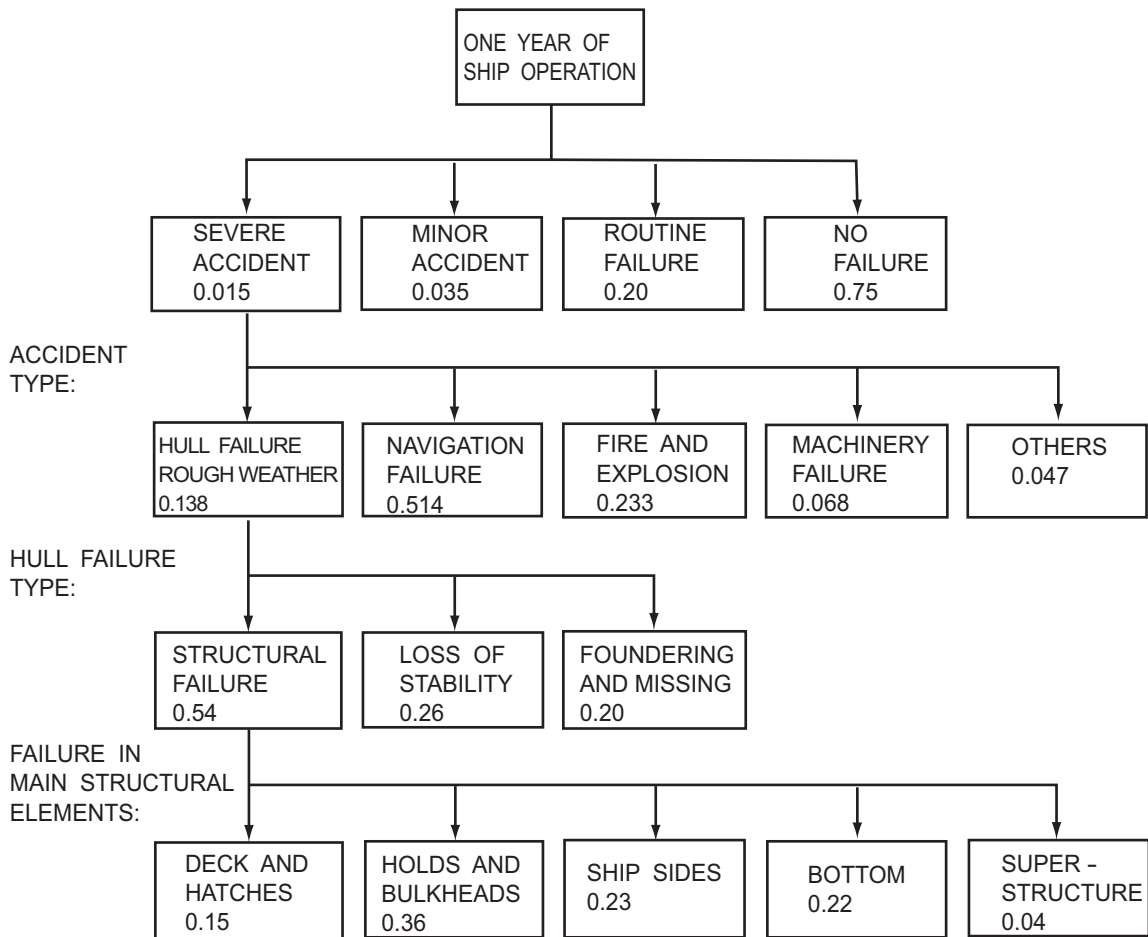 ONE YEAR OF
SHIP OPERATION
SEVERE
ACCIDENT
0.015
MINOR
ACCIDENT
0.035
ROUTINE
FAILURE
0.20
NO
FAILURE
0.75
ACCIDENT
TYPE:
HULL FAILURE
ROUGH WEATHER
0.138
NAVIGATION
FAILURE
0.514
FIRE AND
EXPLOSION
0.233
MACHINERY
FAILURE
0.068
OTHERS
0.047
HULL FAILURE
TYPE:
STRUCTURAL
FAILURE
0.54
LOSS OF
STABILITY
0.26
FOUNDERING
AND MISSING
0.20
FAILURE IN
MAIN STRUCTURAL
ELEMENTS:
DECK AND
HATCHES
0.15
HOLDS AND
BULKHEADS
0.36
SHIP SIDES
0.23
BOTTOM
0.22
SUPER -
STRUCTURE
0.04